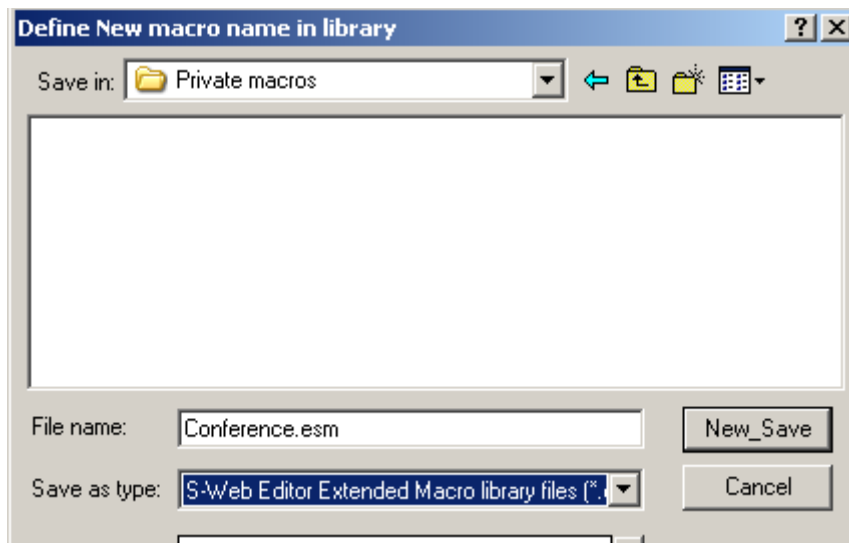 Define New macro name in library
Save in: Private macros
File name: Conference.esm New_Save
Save as type: S-Web Editor Extended Macro library files (*. Cancel